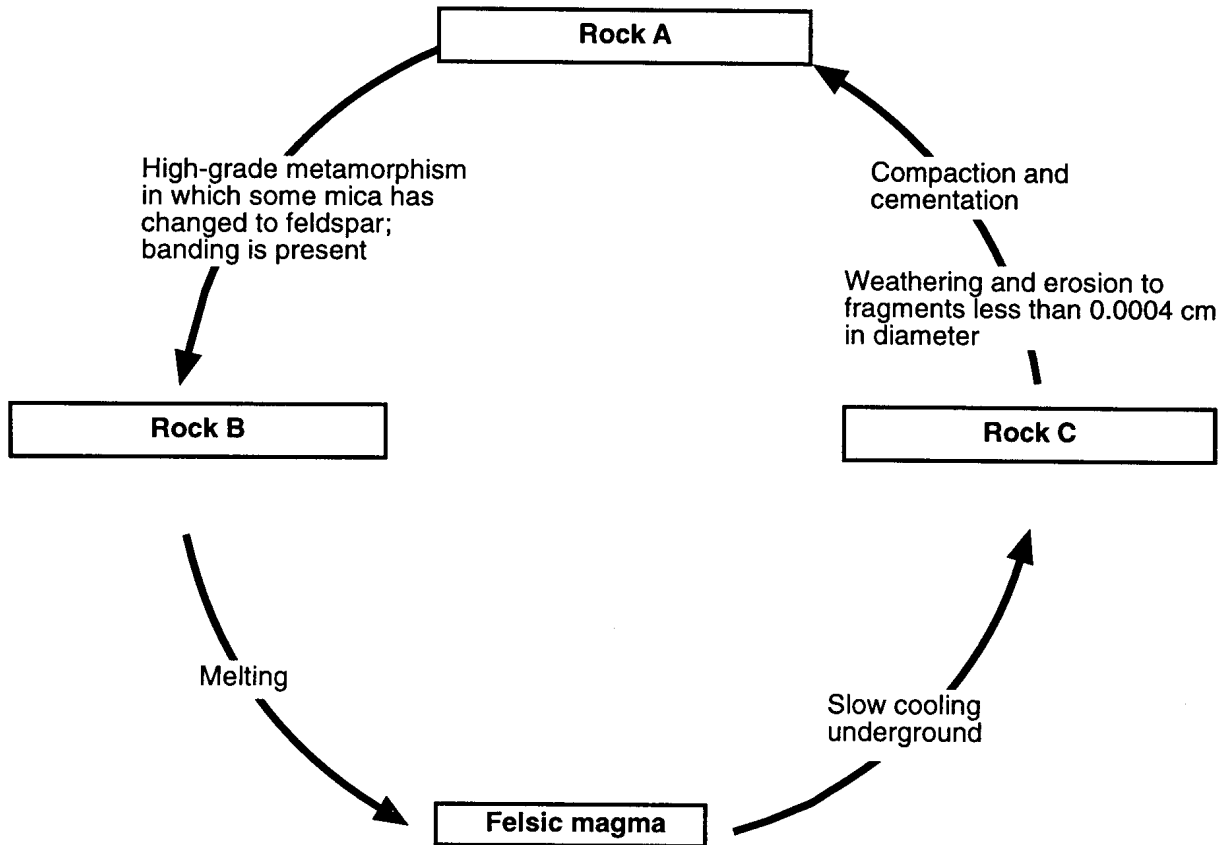 Rock A
High-grade metamorphism
in which some mica has
changed to feldspar;
banding is present
Compaction and
cementation
Weathering and erosion to
fragments less than 0.0004 cm
in diameter
Rock B
Rock C
Melting
Slow cooling
underground
Felsic magma